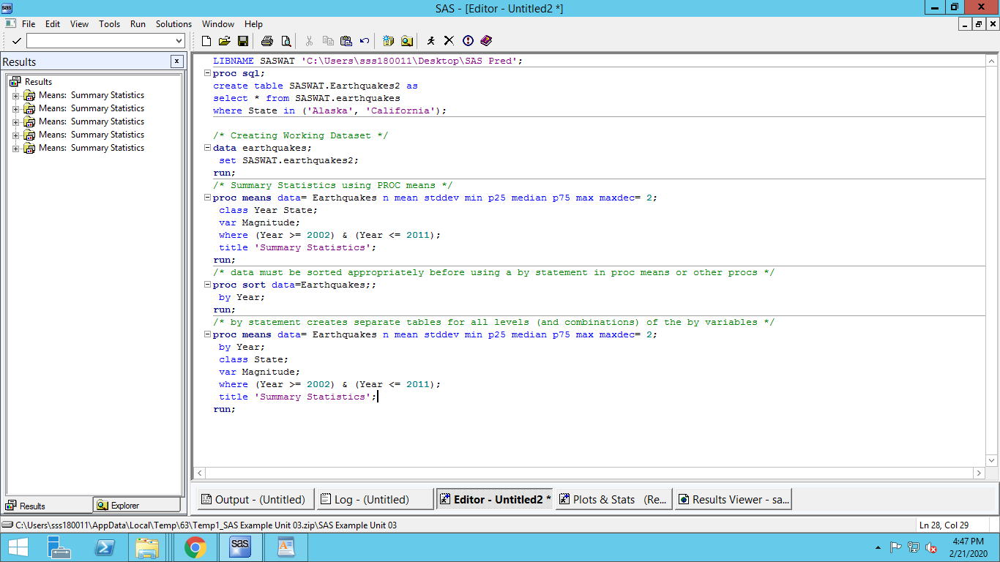 SAS - [Editor - Untitled2 *]
File Edit View Tools Run Solutions Window Help
Results
Results
Means: Summary Statistics
Means: Summary Statistics
Means: Summary Statistics
Means: Summary Statistics
Means: Summary Statistics
LIBNAME SASWAT 'C:\Users\sss180011\Desktop\SAS Pred';
proc sql;
create table SASWAT.Earthquakes2 as
select * from SASWAT.earthquakes
where State in ('Alaska', 'California');
/* Creating Working Dataset */
data earthquakes;
set SASWAT.earthquakes2;
run;
/* Summary Statistics using PROC means */
proc means data= Earthquakes n mean stddev min p25 median p75 max maxdec= 2;
class Year State;
var Magnitude;
where (Year >= 2002) & (Year <= 2011);
title 'Summary Statistics';
run;
/* data must be sorted appropriately before using a by statement in proc means or other procs */
proc sort data=Earthquakes;;
by Year;
run;
/* by statement creates separate tables for all levels (and combinations) of the by variables */
proc means data= Earthquakes n mean stddev min p25 median p75 max maxdec= 2;
by Year;
class State;
var Magnitude;
where (Year >= 2002) & (Year <= 2011);
title 'Summary Statistics';
run;
Results Explorer
Output - (Untitled) Log - (Untitled) Editor - Untitled2 * Plots & Stats (Re... Results Viewer - sa...
C:\Users\sss180011\AppData\Local\Temp\63\Temp1_SAS Example Unit 03.zip\SAS Example Unit 03
Ln 28, Col 29
sas
4:47 PM
2/21/2020